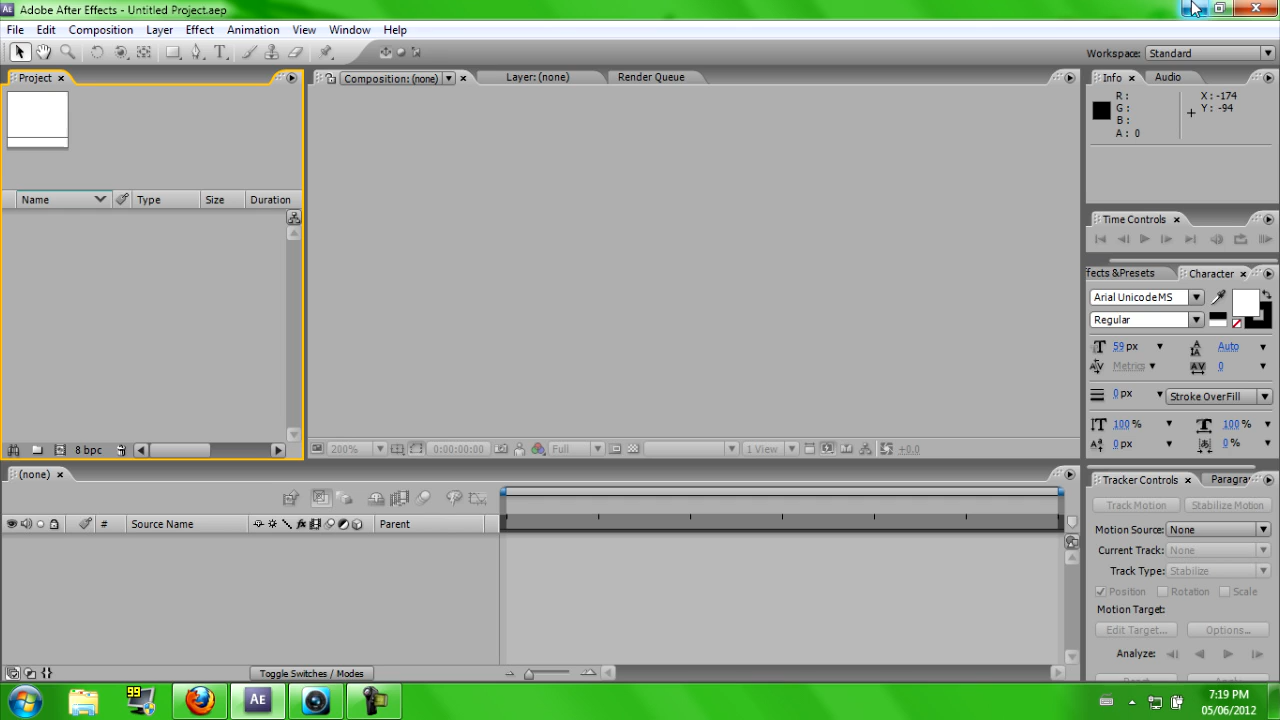 AE Adobe After Effects - Untitled Project.aep
File Edit Composition Layer Effect Animation View Window Help
T Workspace: Standard
Project Composition: (none) Layer: (none) Render Queue Info Audio
R : X : -174
G : Y : -94
B :
A : 0
Name Type Size Duration
Time Controls
Effects & Presets Character
Arial Unicode MS
Regular
59 px Auto
Metrics 0
0 px Stroke Over Fill
100 % 100 %
0 px 0 %
8 bpc 200% 0:00:00:00 Full 1 View +0.0
(none) Tracker Controls Paragra
Track Motion Stabilize Motion
# Source Name Parent Motion Source: None
Current Track: None
Track Type: Stabilize
Position Rotation Scale
Motion Target:
Edit Target... Options...
Analyze:
Toggle Switches / Modes
99 AE 7:19 PM
05/06/2012